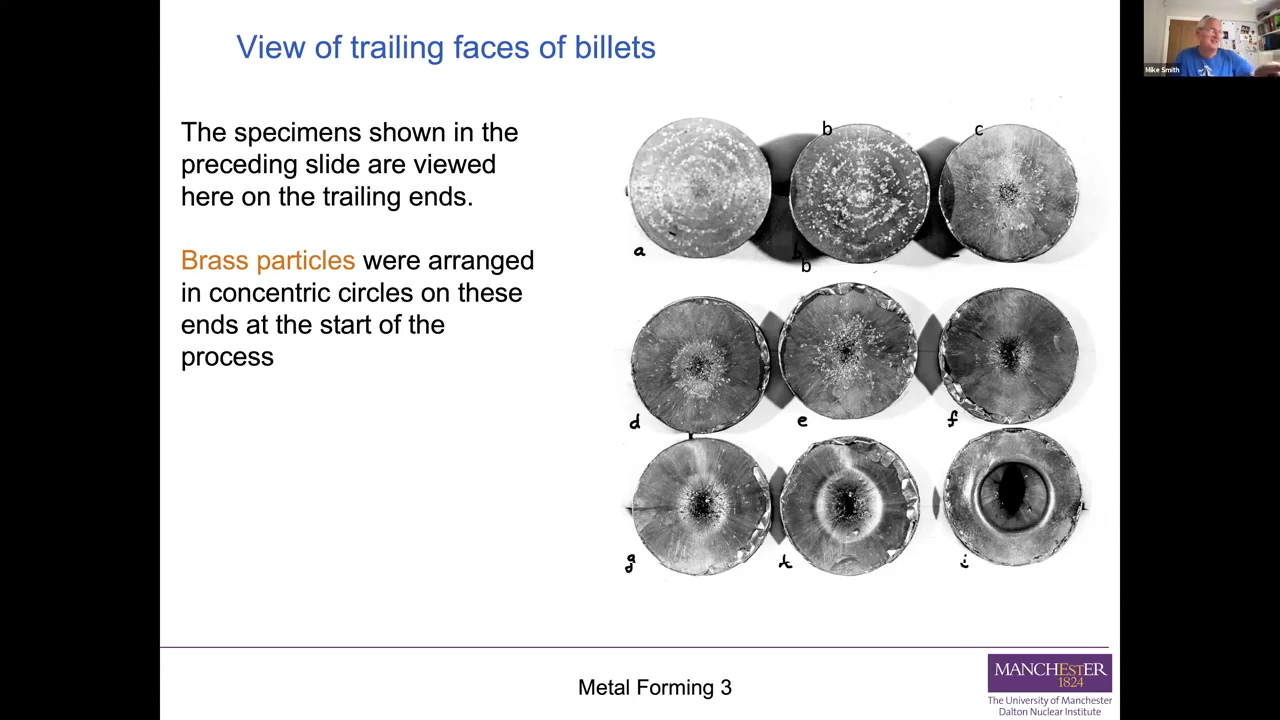 View of trailing faces of billets
Mike Smith
The specimens shown in the
preceding slide are viewed
here on the trailing ends.
Brass particles were arranged
in concentric circles on these
ends at the start of the
process
b
c
a
b
b
d
e
f
g
h
i
Metal Forming 3
MANCHESTER
1824
The University of Manchester
Dalton Nuclear Institute